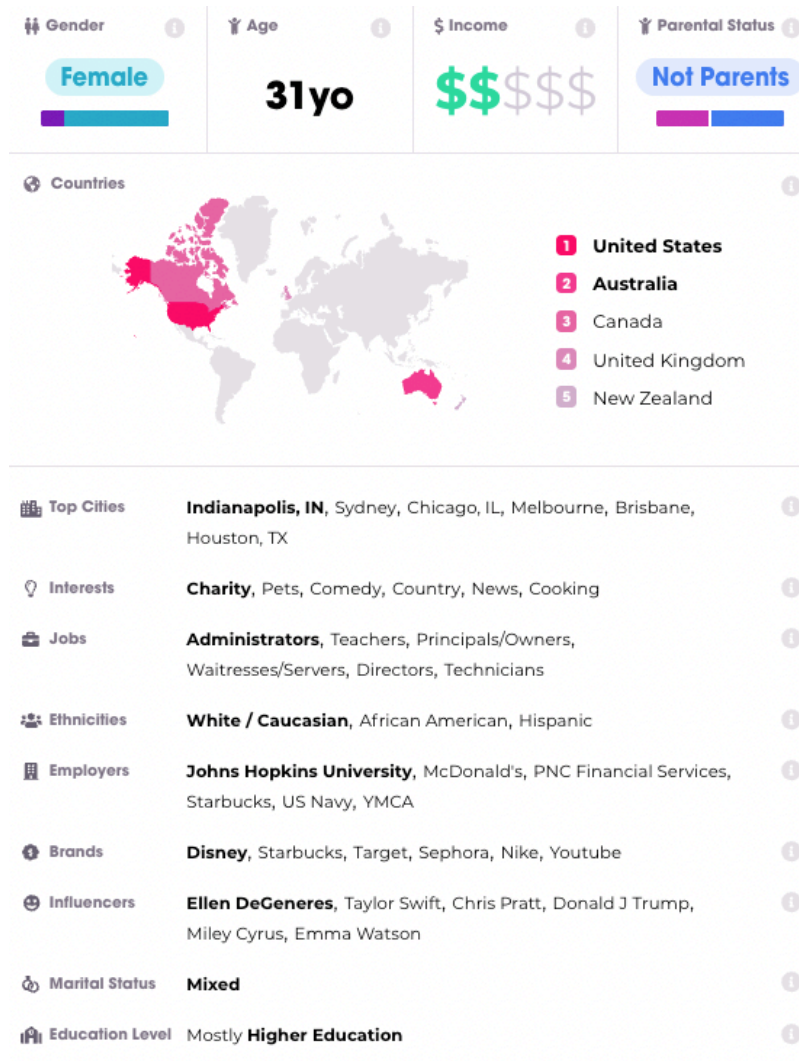 Gender
Age
$ Income
Parental Status
Female
31yo
$$$$$
Not Parents
Countries
1 United States
2 Australia
3 Canada
4 United Kingdom
5 New Zealand
Top Cities
Indianapolis, IN, Sydney, Chicago, IL, Melbourne, Brisbane,
Houston, TX
Interests
Charity, Pets, Comedy, Country, News, Cooking
Jobs
Administrators, Teachers, Principals/Owners,
Waitresses/Servers, Directors, Technicians
Ethnicities
White / Caucasian, African American, Hispanic
Employers
Johns Hopkins University, McDonald's, PNC Financial Services,
Starbucks, US Navy, YMCA
Brands
Disney, Starbucks, Target, Sephora, Nike, Youtube
Influencers
Ellen DeGeneres, Taylor Swift, Chris Pratt, Donald J Trump,
Miley Cyrus, Emma Watson
Marital Status
Mixed
Education Level
Mostly Higher Education